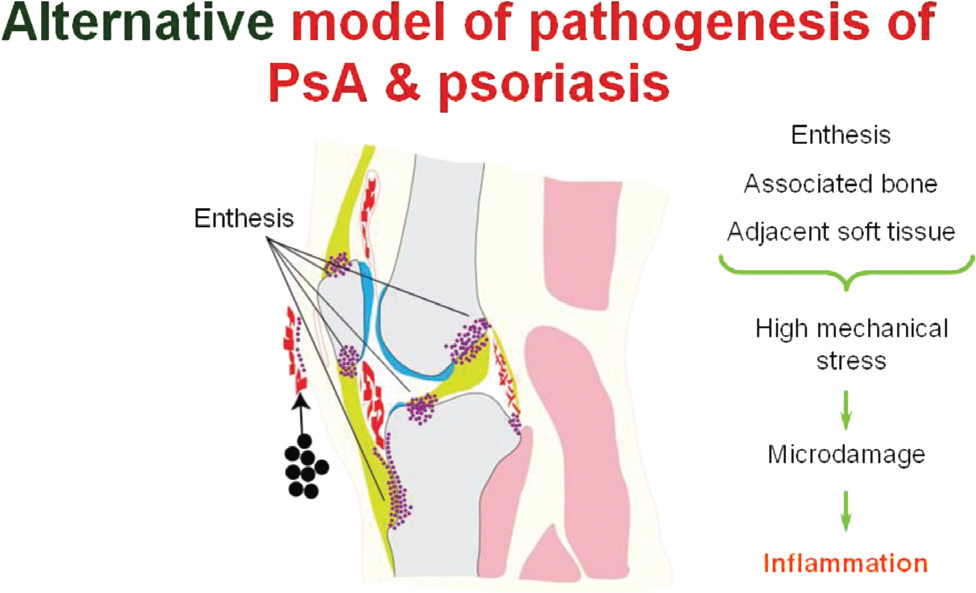 Alternative model of pathogenesis of
PsA & psoriasis
Enthesis
Enthesis
Associated bone
Adjacent soft tissue
High mechanical
stress
Microdamage
Inflammation